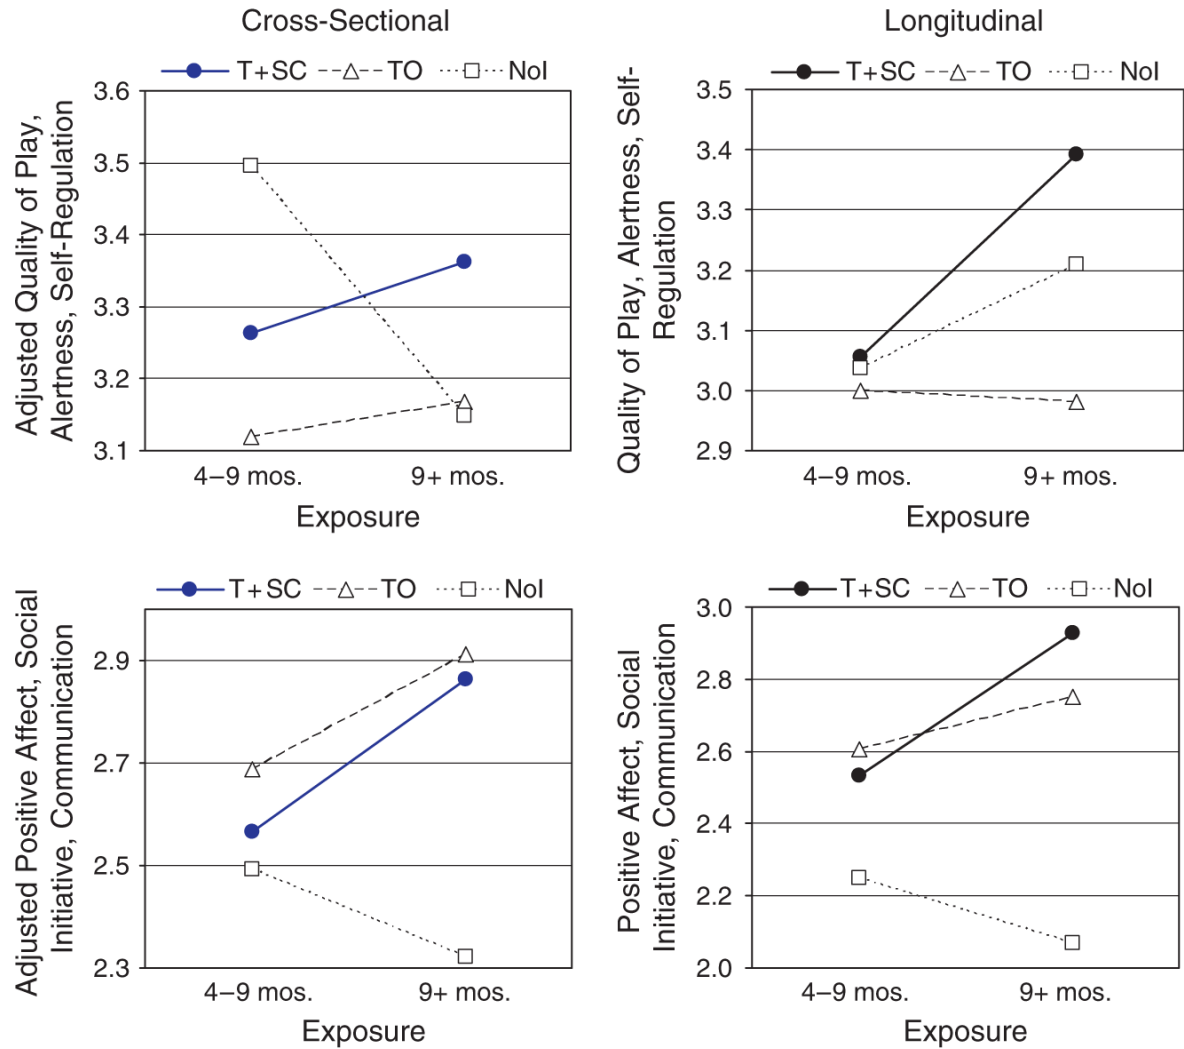 Cross-Sectional
T+SC TO NoI
Adjusted Quality of Play,
Alertness, Self-Regulation
3.6
3.5
3.4
3.3
3.2
3.1
4–9 mos. 9+ mos.
Exposure
Longitudinal
T+SC TO NoI
Quality of Play, Alertness, Self-
Regulation
3.5
3.4
3.3
3.2
3.1
3.0
2.9
4–9 mos. 9+ mos.
Exposure
T+SC TO NoI
Adjusted Positive Affect, Social
Initiative, Communication
2.9
2.7
2.5
2.3
4–9 mos. 9+ mos.
Exposure
T+SC TO NoI
Positive Affect, Social
Initiative, Communication
3.0
2.8
2.6
2.4
2.2
2.0
4–9 mos. 9+ mos.
Exposure